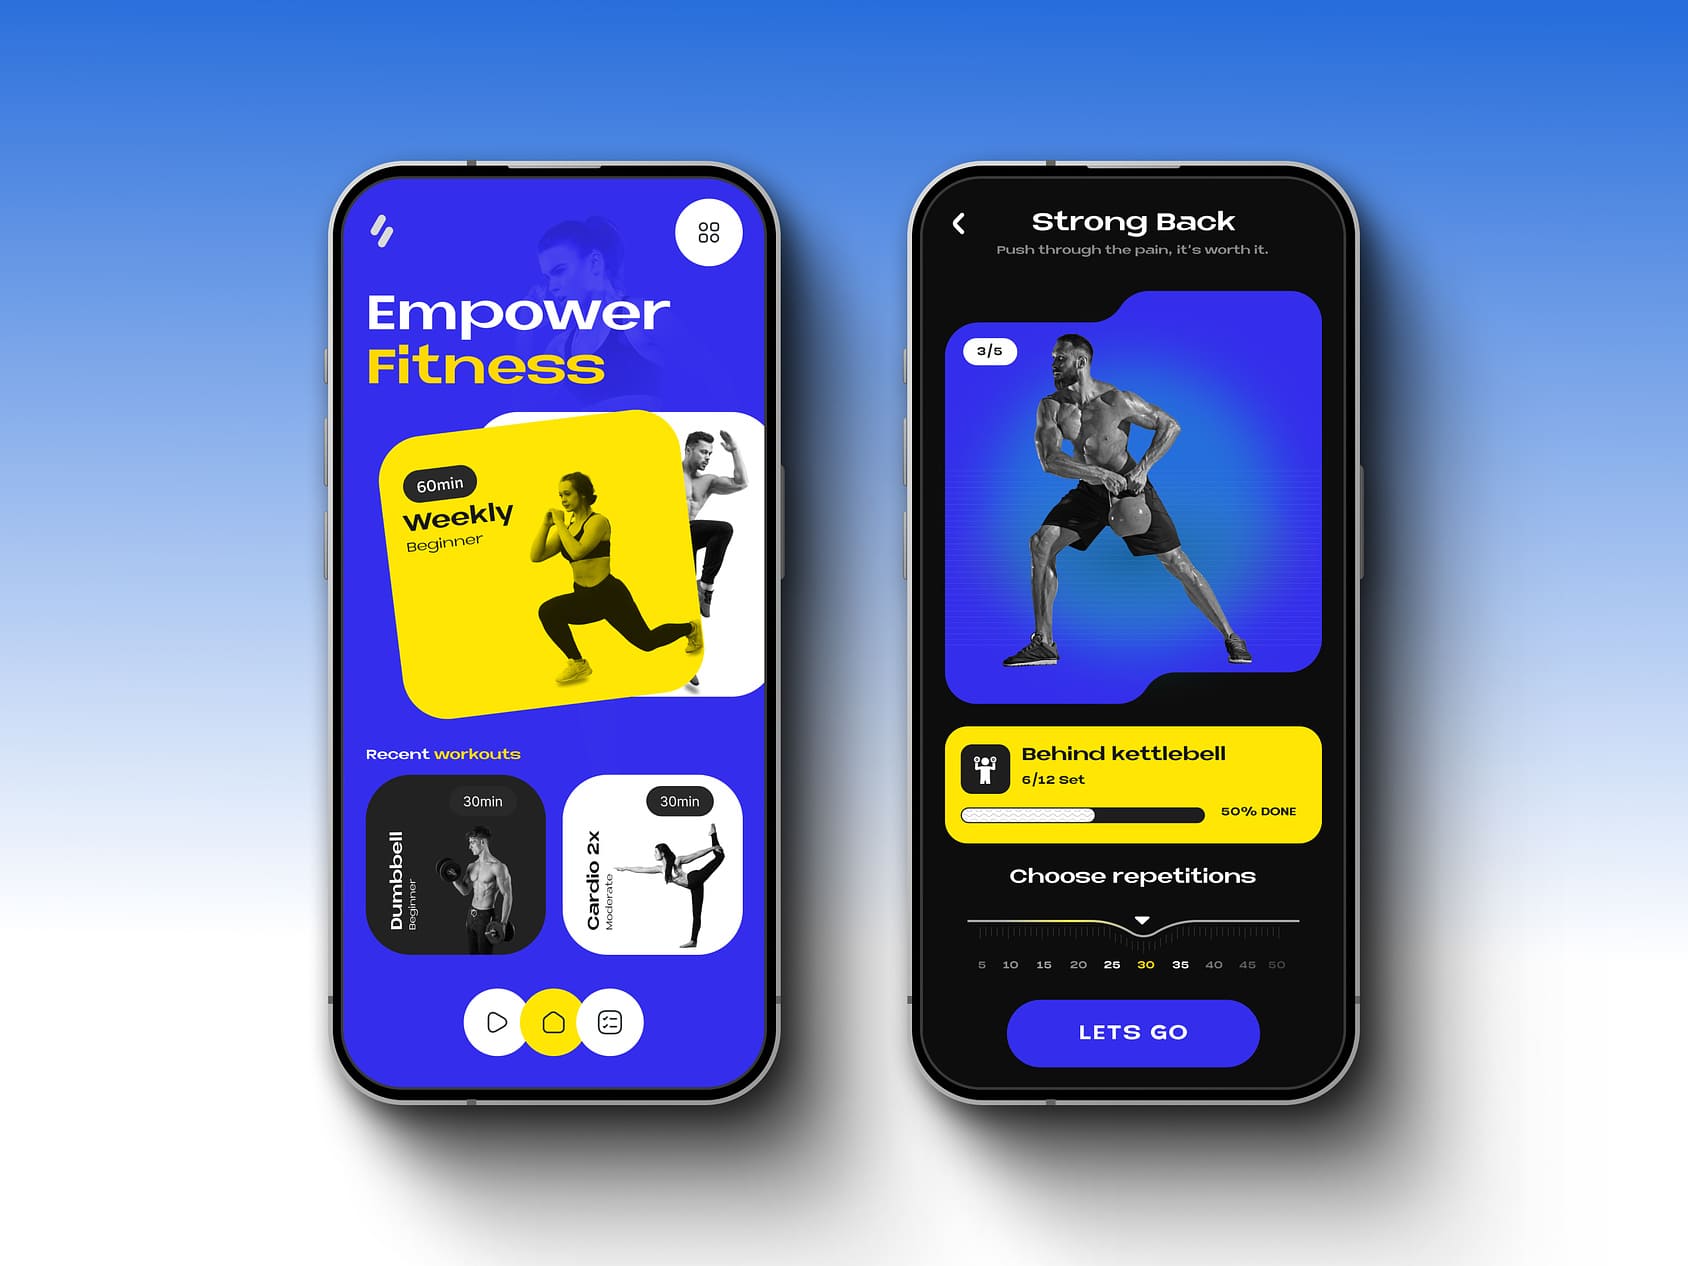 Empower
Fitness
60min
Weekly
Beginner
Recent workouts
30min
Dumbbell
Beginner
30min
Cardio 2x
Moderate
Strong Back
Push through the pain, it's worth it.
3/5
Behind kettlebell
6/12 Set
50% DONE
Choose repetitions
5 10 15 20 25 30 35 40 45 50
LETS GO